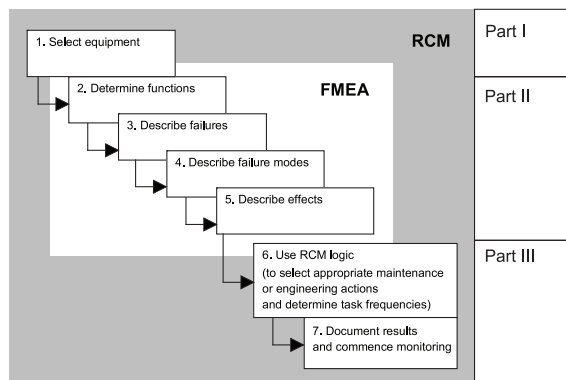 RCM
Part I
1. Select equipment
FMEA
Part II
2. Determine functions
3. Describe failures
4. Describe failure modes
5. Describe effects
Part III
6. Use RCM logic
(to select appropriate maintenance
or engineering actions
and determine task frequencies)
7. Document results
and commence monitoring